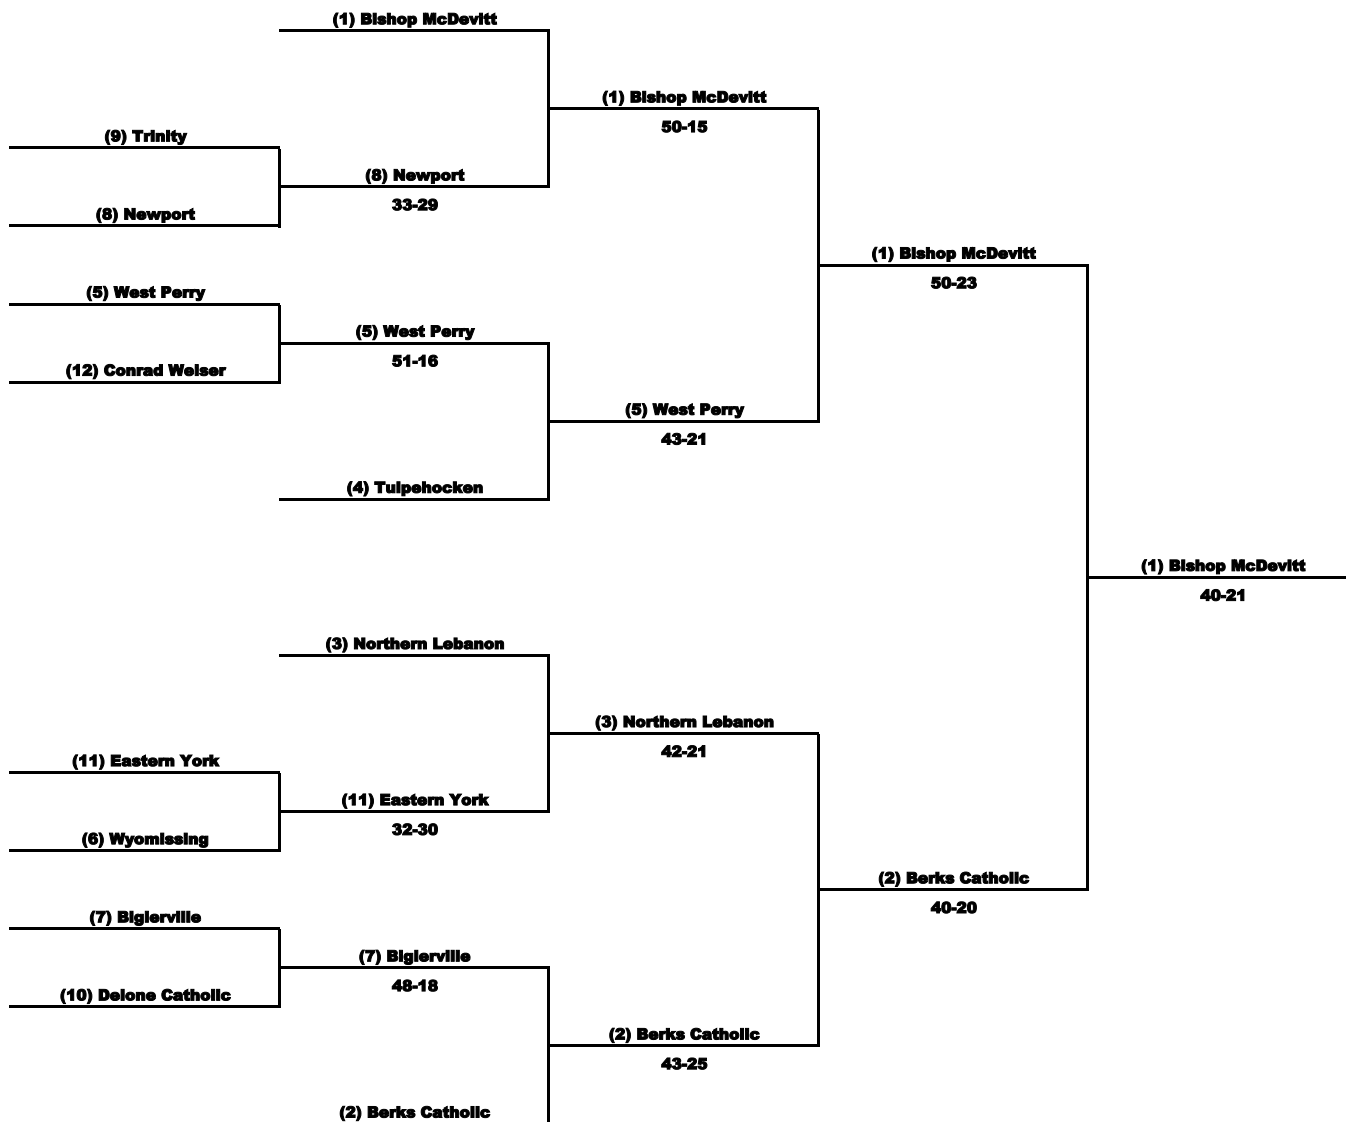 (1) Bishop McDevitt
(1) Bishop McDevitt
50-15
(9) Trinity
(8) Newport
33-29
(8) Newport
(1) Bishop McDevitt
50-23
(5) West Perry
(5) West Perry
51-16
(12) Conrad Weiser
(5) West Perry
43-21
(4) Tulpehocken
(1) Bishop McDevitt
40-21
(3) Northern Lebanon
(3) Northern Lebanon
42-21
(11) Eastern York
(11) Eastern York
32-30
(6) Wyomissing
(2) Berks Catholic
40-20
(7) Biglerville
(7) Biglerville
48-18
(10) Delone Catholic
(2) Berks Catholic
43-25
(2) Berks Catholic